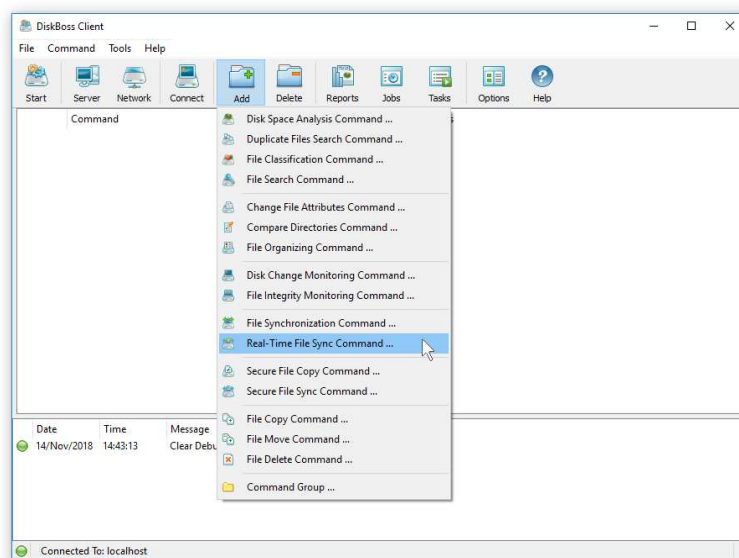 DiskBoss Client
File Command Tools Help
Start Server Network Connect Add Delete Reports Jobs Tasks Options Help
Command
Disk Space Analysis Command ...
Duplicate Files Search Command ...
File Classification Command ...
File Search Command ...
Change File Attributes Command ...
Compare Directories Command ...
File Organizing Command ...
Disk Change Monitoring Command ...
File Integrity Monitoring Command ...
File Synchronization Command ...
Real-Time File Sync Command ...
Secure File Copy Command ...
Secure File Sync Command ...
File Copy Command ...
File Move Command ...
File Delete Command ...
Command Group ...
Date Time Message
14/Nov/2018 14:43:13 Clear Debu
Connected To: localhost